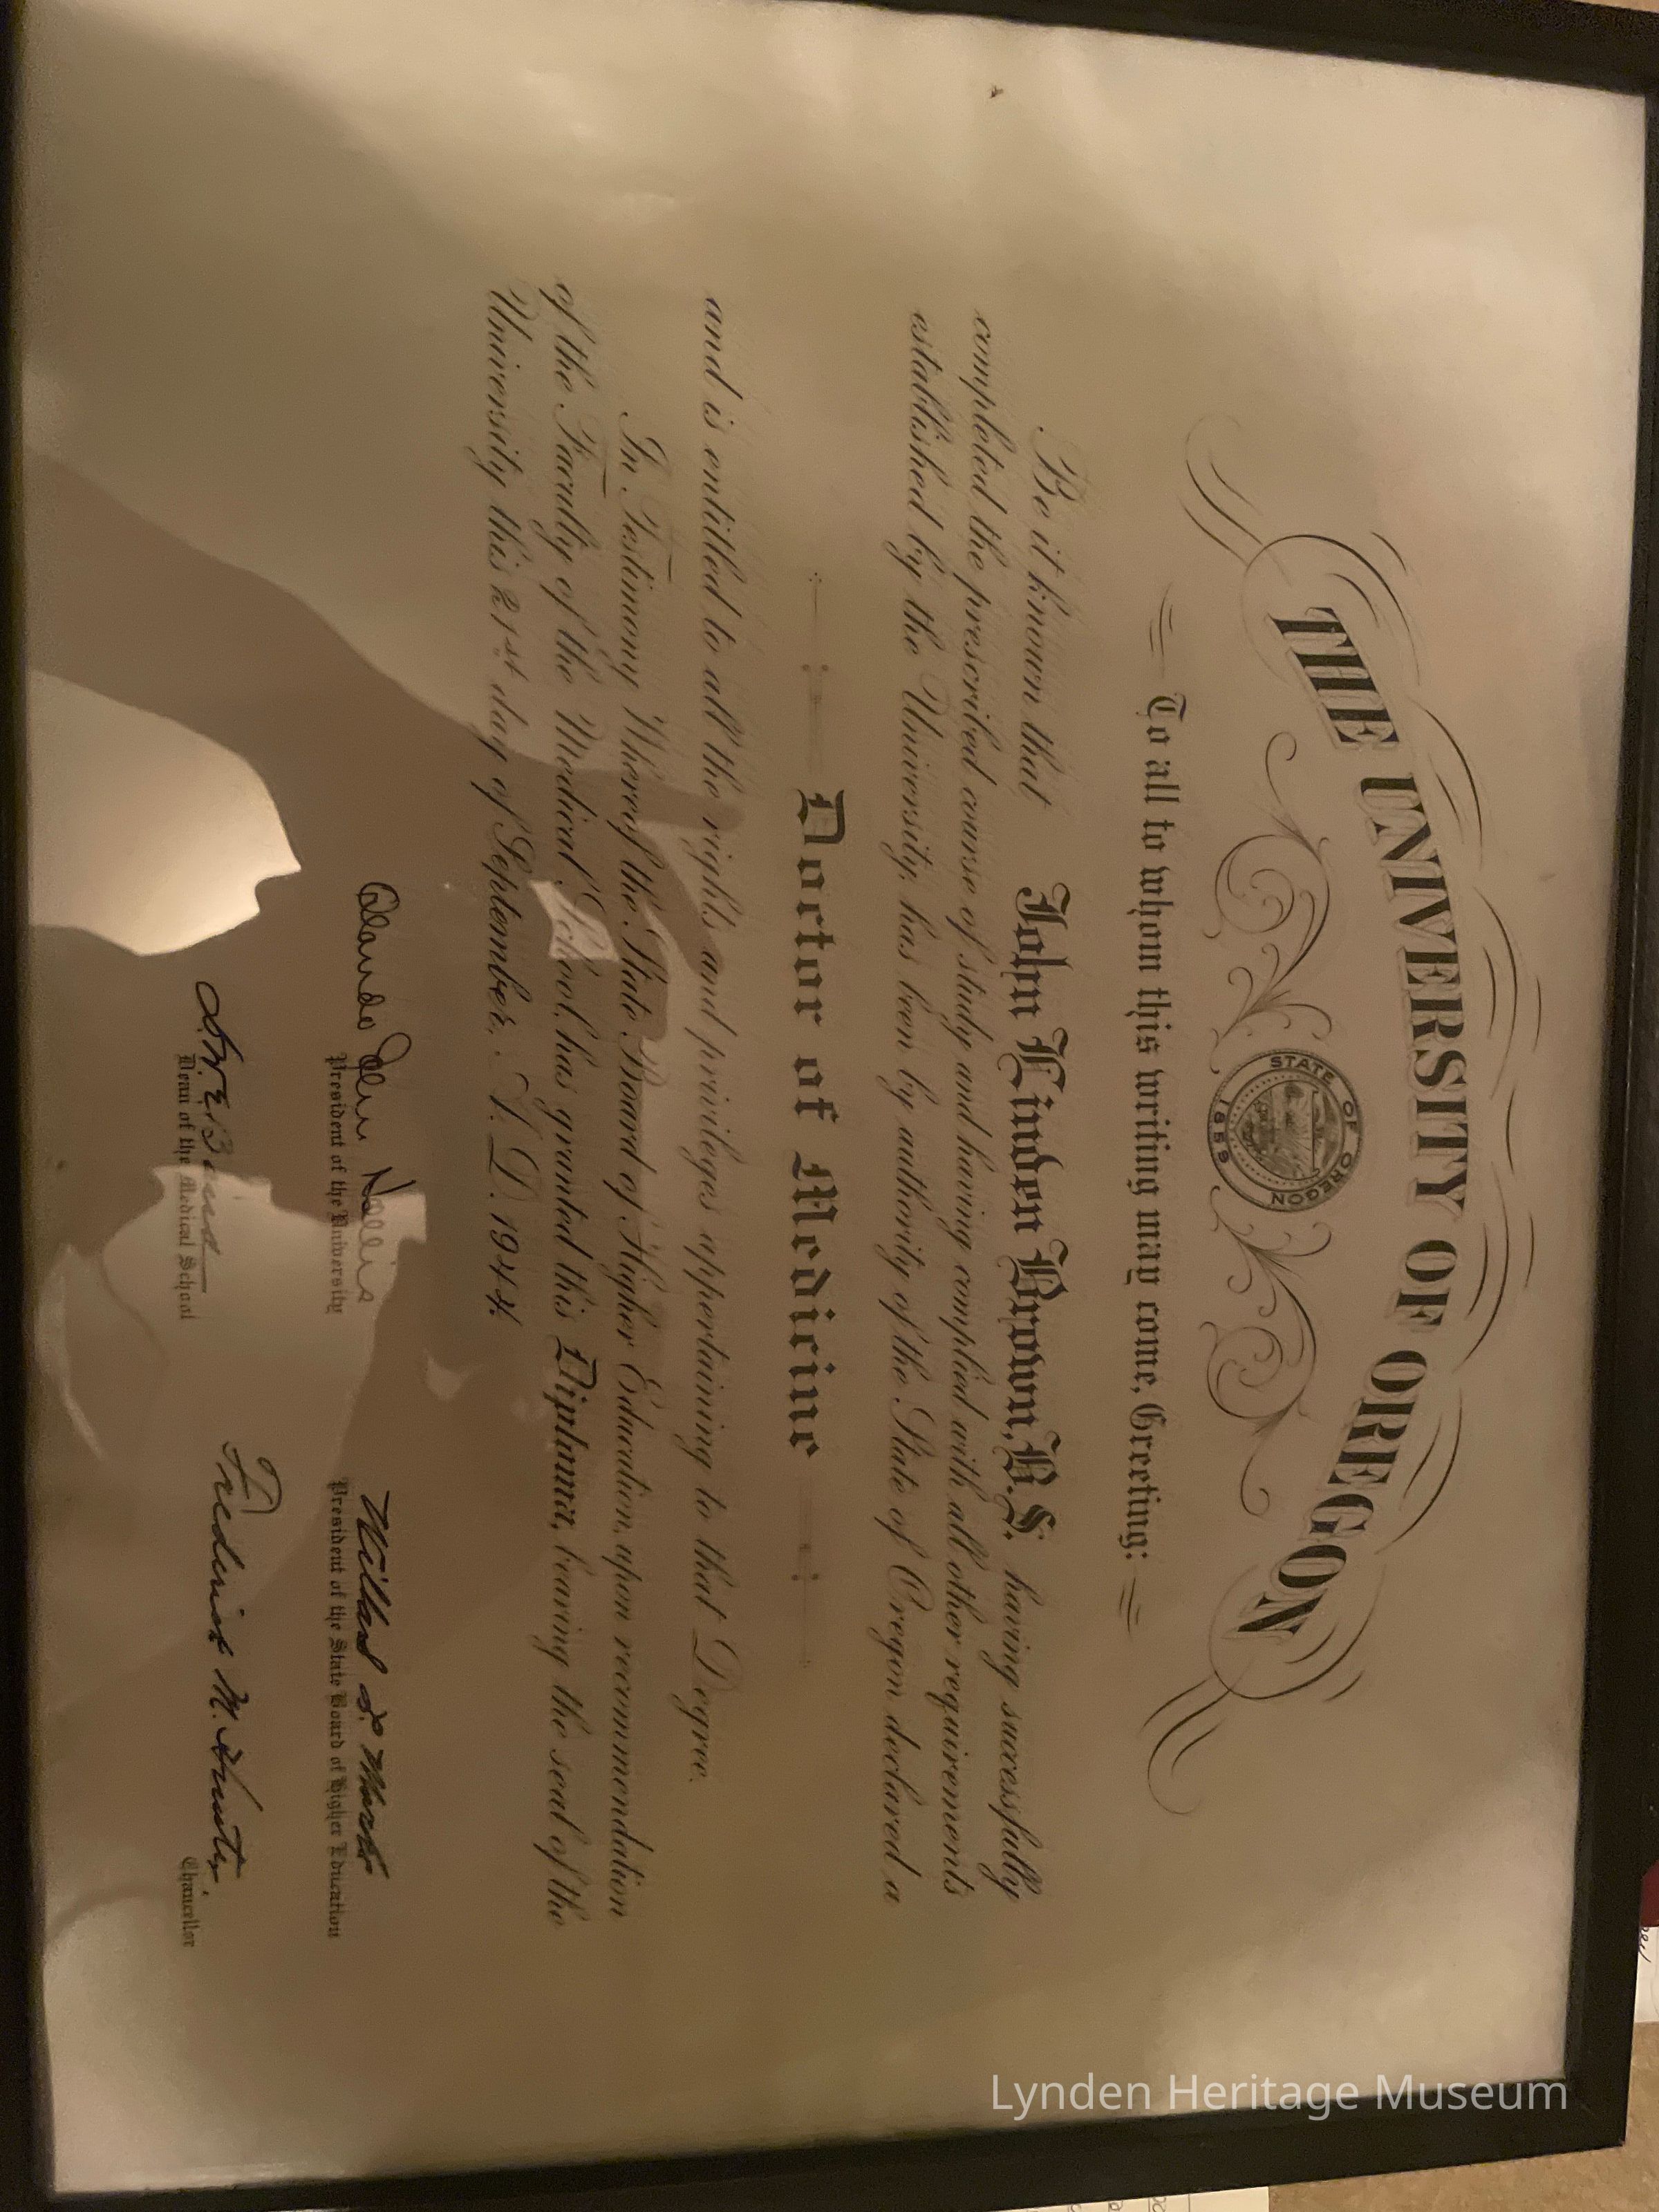 THE UNIVERSITY OF OREGON
STATE OF OREGON
1859
To all to whom this writing may come, Greeting:
Be it known that John Linden Brown, B.S. having successfully
completed the prescribed course of study and having complied with all other requirements
established by the University, has been by authority of the State of Oregon declared a
Doctor of Medicine
and is entitled to all the rights and privileges appertaining to that Degree.
In Testimony Whereof the State Board of Higher Education, upon recommendation
of the Faculty of the Medical School, has granted this Diploma, bearing the seal of the
University this 21st day of September, A. D. 1944.
President of the University
Willard L. Marks
President of the State Board of Higher Education
D.W.E. Baird
Dean of the Medical School
Frederick M. Hunter
Chancellor
Lynden Heritage Museum